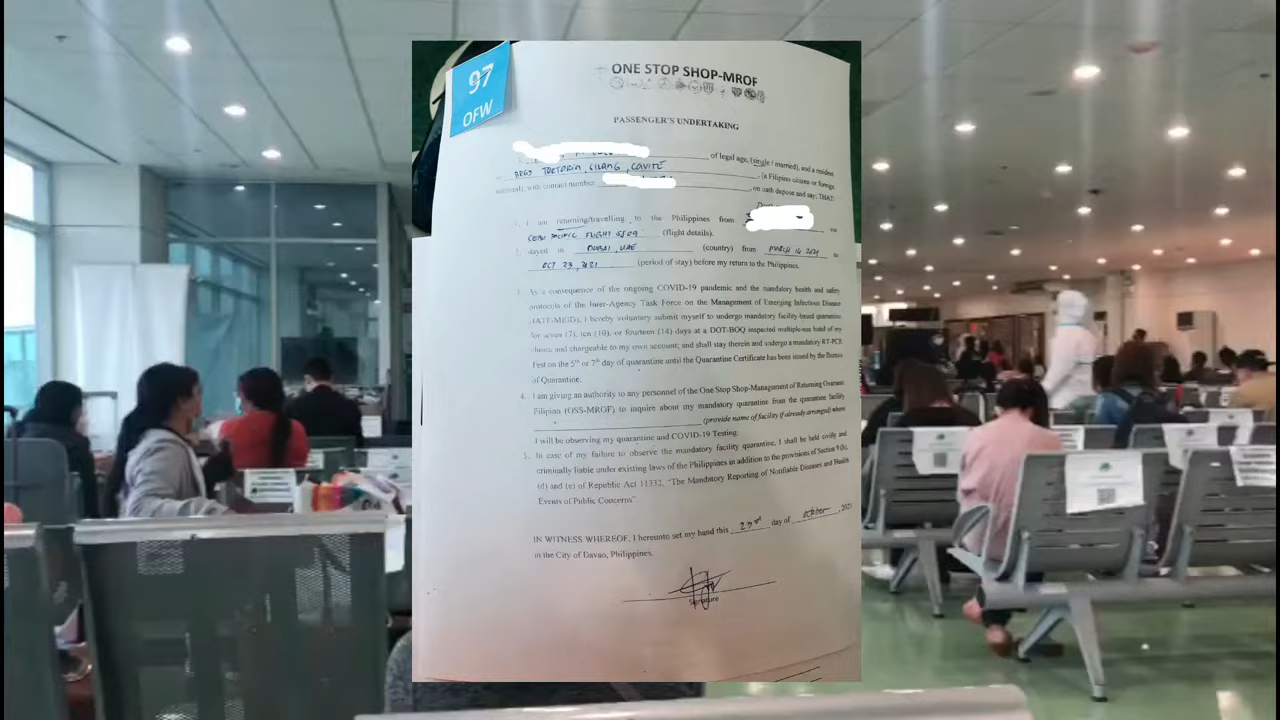 97
OFW
ONE STOP SHOP-MROF
PASSENGER'S UNDERTAKING
of legal age, (single / married), and a resident
TARTARIA, SILANG, CAVITE , (a Filipino citizen or foreign
national), with contact number , on oath depose and say; THAT:
1. I am returning/travelling to the Philippines from via
CEBU PACIFIC FLIGHT (flight details).
2. stayed in DUBAI, UAE (country) from MARCH 16 2021 to
OCT 23, 2021 (period of stay) before my return to the Philippines.
3. As a consequence of the ongoing COVID-19 pandemic and the mandatory health and safety
protocols of the Inter-Agency Task Force on the Management of Emerging Infectious Disease
(IATF-MEID), I hereby voluntary submit myself to undergo mandatory facility-based quarantine
for seven (7), ten (10), or fourteen (14) days at a DOT-BOQ inspected multiple-use hotel of my
choice and chargeable to my own account; and shall stay therein and undergo a mandatory RT-PCR
Test on the 5th or 7th day of quarantine until the Quarantine Certificate has been issued by the Bureau
of Quarantine.
4. I am giving an authority to any personnel of the One Stop Shop-Management of Returning Overseas
Filipino (OSS-MROF) to inquire about my mandatory quarantine from the quarantine facility
(provide name of facility if already arranged) where
I will be observing my quarantine and COVID-19 Testing.
5. In case of my failure to observe the mandatory facility quarantine, I shall be held civilly and
criminally liable under existing laws of the Philippines in addition to the provisions of Section 9 (b),
(d) and (e) of Republic Act 11332, "The Mandatory Reporting of Notifiable Diseases and Health
Events of Public Concerns".
IN WITNESS WHEREOF, I hereunto set my hand this 23rd day of october , 2021
in the City of Davao, Philippines.
Signature